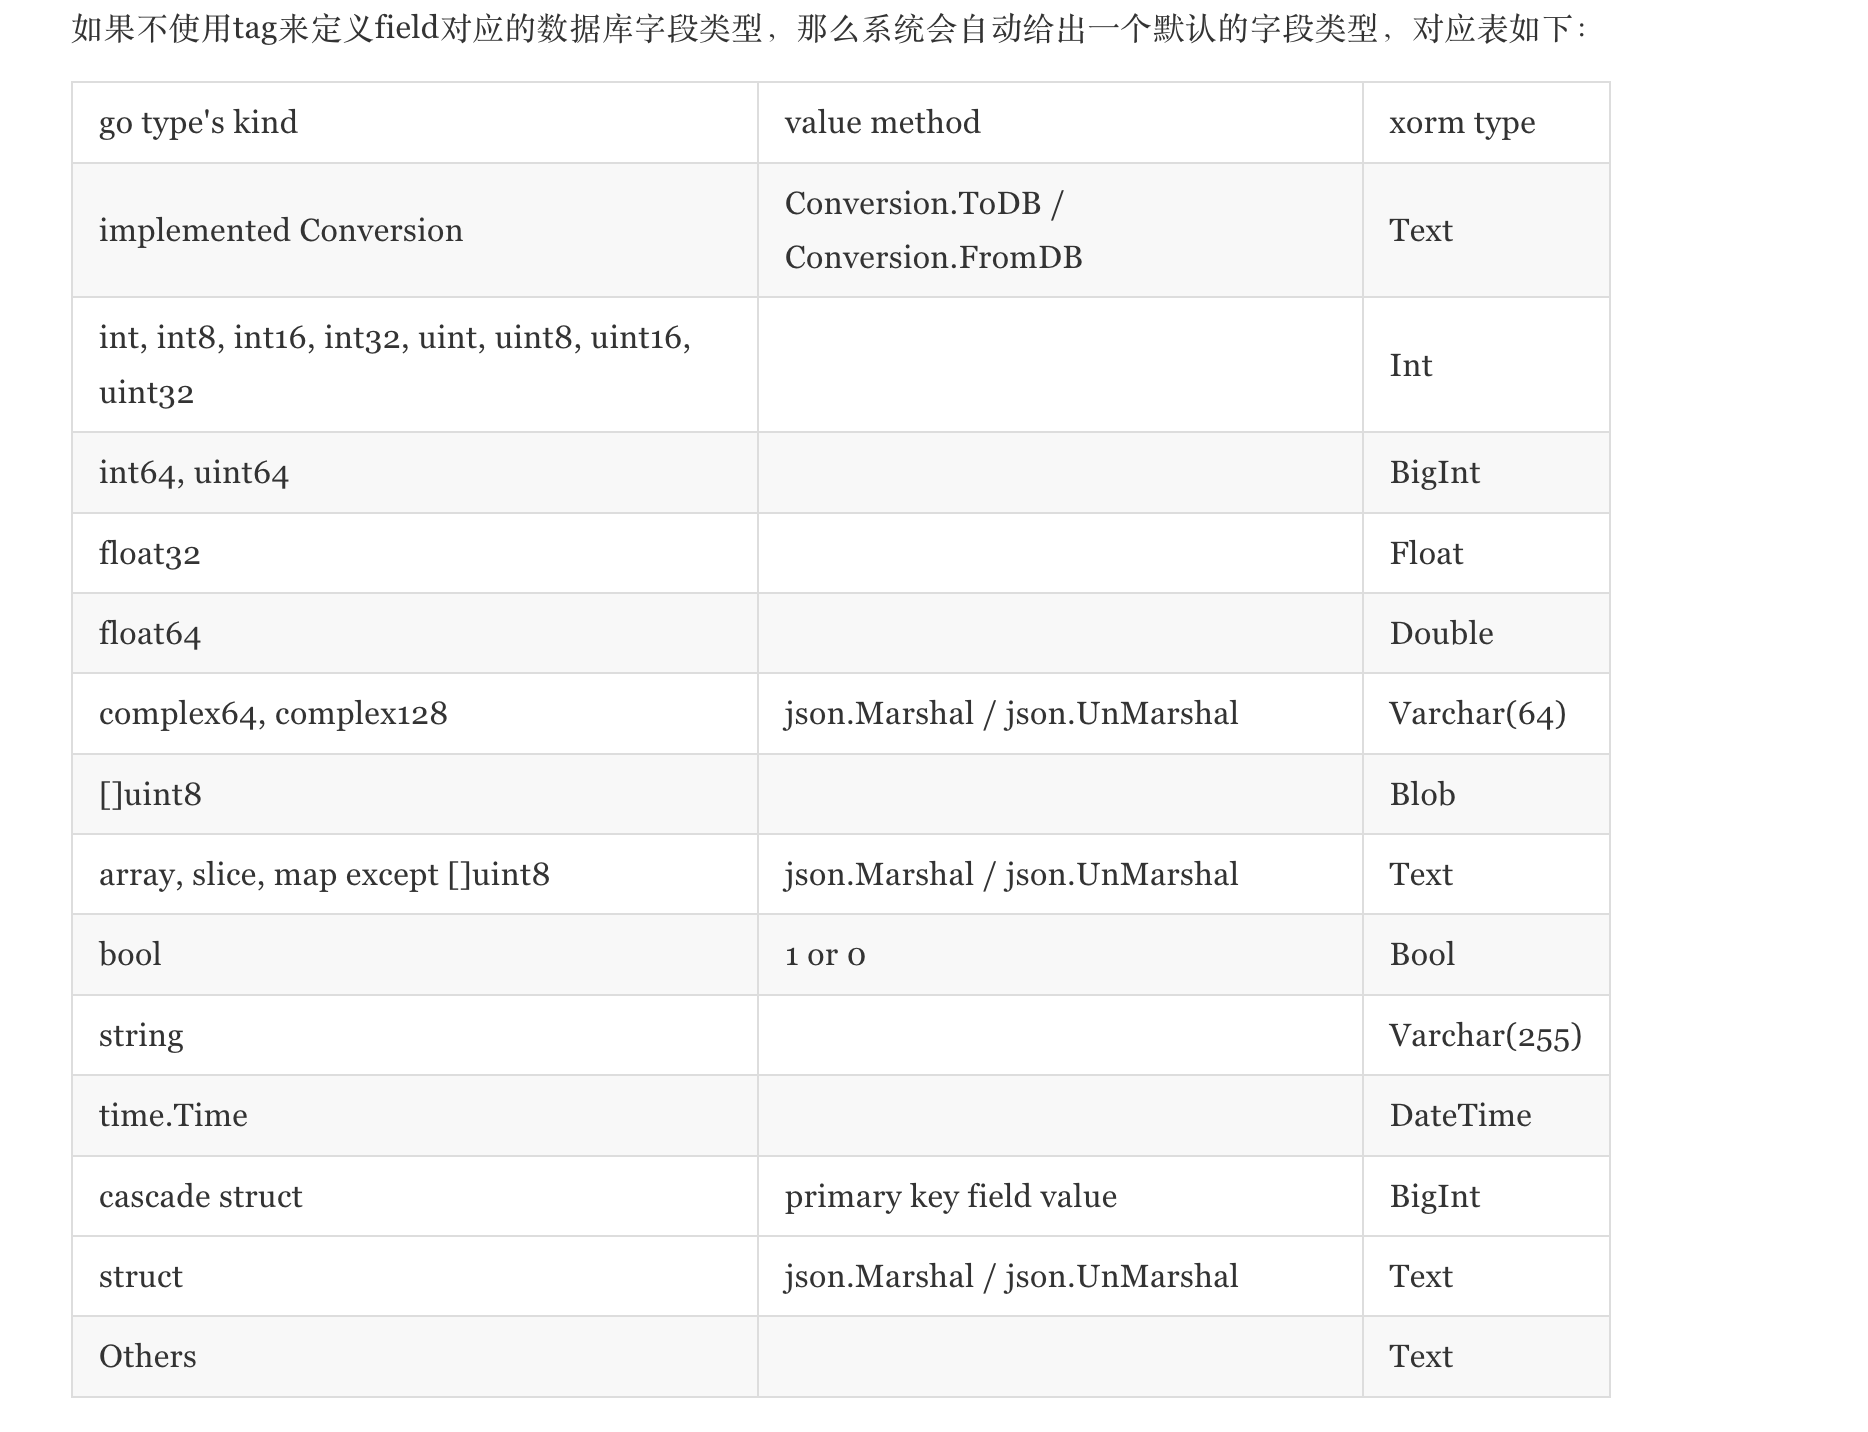 如果不使用tag来定义field对应的数据库字段类型，那么系统会自动给出一个默认的字段类型，对应表如下：
go type's kind value method xorm type
implemented Conversion Conversion.ToDB / Conversion.FromDB Text
int, int8, int16, int32, uint, uint8, uint16, uint32 Int
int64, uint64 BigInt
float32 Float
float64 Double
complex64, complex128 json.Marshal / json.UnMarshal Varchar(64)
[]uint8 Blob
array, slice, map except []uint8 json.Marshal / json.UnMarshal Text
bool 1 or 0 Bool
string Varchar(255)
time.Time DateTime
cascade struct primary key field value BigInt
struct json.Marshal / json.UnMarshal Text
Others Text